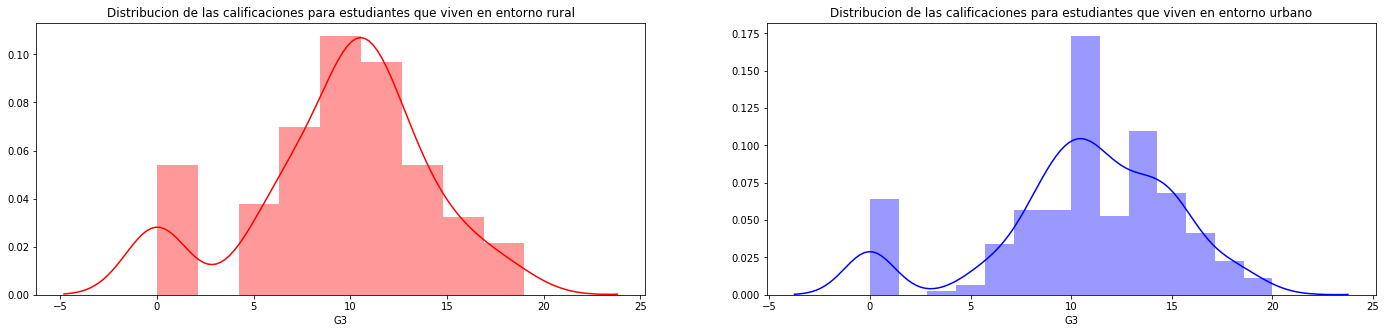 Distribucion de las calificaciones para estudiantes que viven en entorno rural
0.10
0.08
0.06
0.04
0.02
0.00
−5 0 5 10 15 20 25
G3
Distribucion de las calificaciones para estudiantes que viven en entorno urbano
0.175
0.150
0.125
0.100
0.075
0.050
0.025
0.000
−5 0 5 10 15 20 25
G3